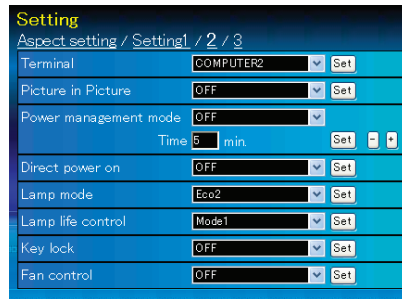 Setting
Aspect setting / Setting1 / 2 / 3
Terminal COMPUTER2 Set
Picture in Picture OFF Set
Power management mode OFF
Time 5 min. Set - +
Direct power on OFF Set
Lamp mode Eco2 Set
Lamp life control Mode1 Set
Key lock OFF Set
Fan control OFF Set